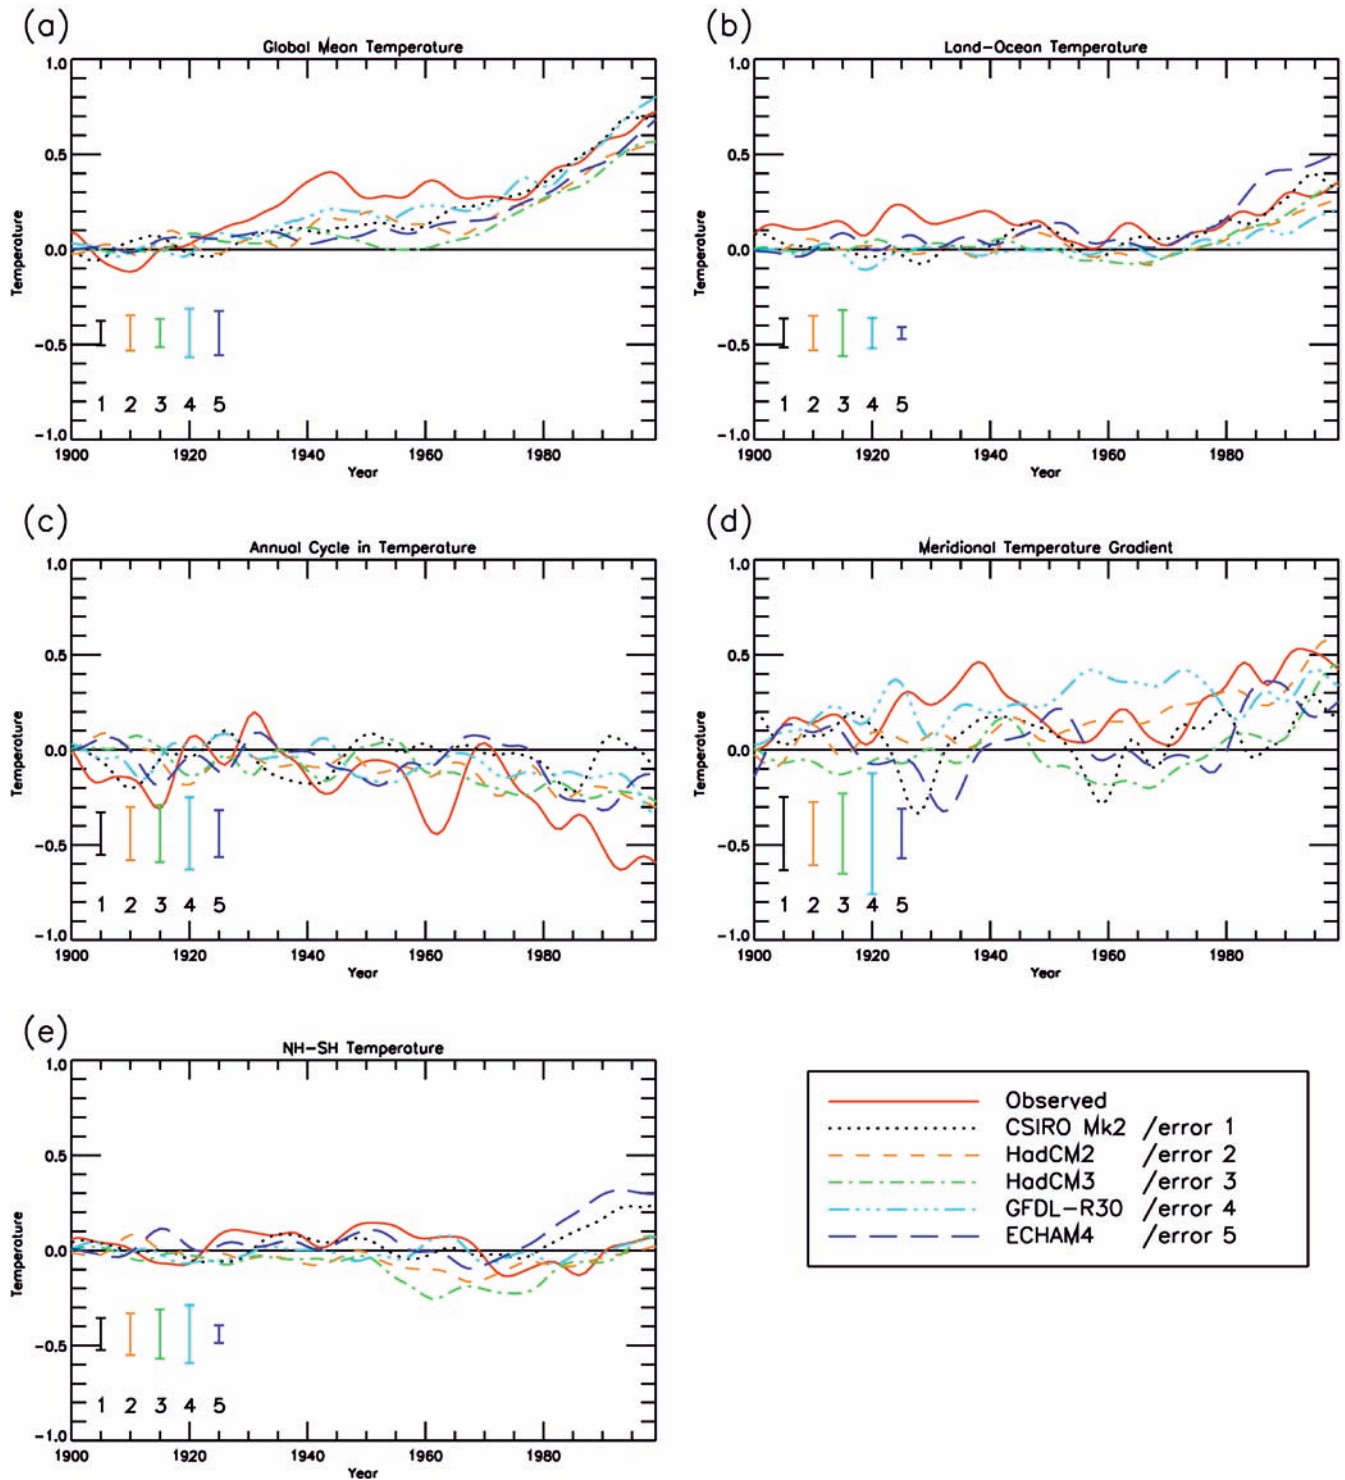 (a)
Global Mean Temperature
1.0
0.5
0.0
-0.5
-1.0
Temperature
1 2 3 4 5
1900 1920 1940 1960 1980
Year
(b)
Land-Ocean Temperature
1.0
0.5
0.0
-0.5
-1.0
Temperature
1 2 3 4 5
1900 1920 1940 1960 1980
Year
(c)
Annual Cycle in Temperature
1.0
0.5
0.0
-0.5
-1.0
Temperature
1 2 3 4 5
1900 1920 1940 1960 1980
Year
(d)
Meridional Temperature Gradient
1.0
0.5
0.0
-0.5
-1.0
Temperature
1 2 3 4 5
1900 1920 1940 1960 1980
Year
(e)
NH-SH Temperature
1.0
0.5
0.0
-0.5
-1.0
Temperature
1 2 3 4 5
1900 1920 1940 1960 1980
Year
Observed
CSIRO Mk2 /error 1
HadCM2 /error 2
HadCM3 /error 3
GFDL-R30 /error 4
ECHAM4 /error 5